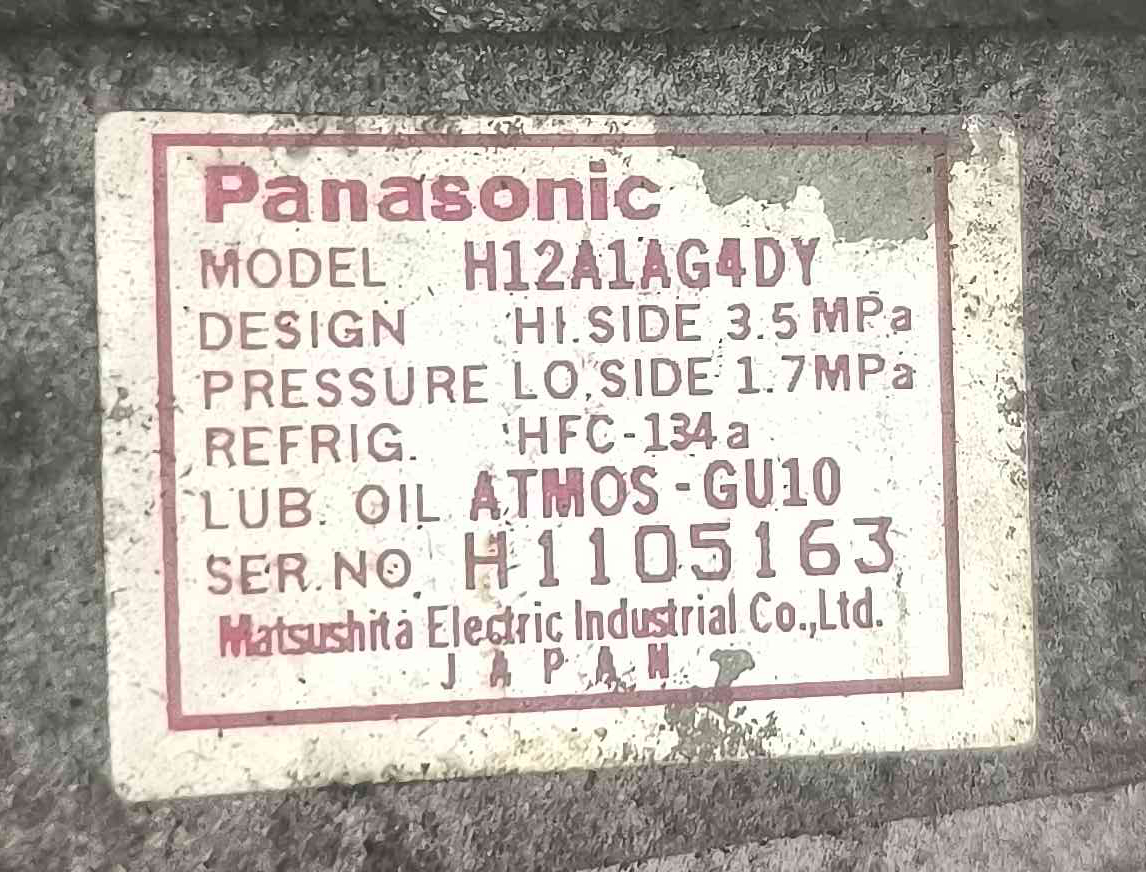 Panasonic
MODEL H12A1AG4DY
DESIGN HI.SIDE 3.5 MPa
PRESSURE LO.SIDE 1.7MPa
REFRIG. HFC-134a
LUB. OIL ATMOS-GU10
SER.NO. H1105163
Matsushita Electric Industrial Co.,Ltd.
JAPAN